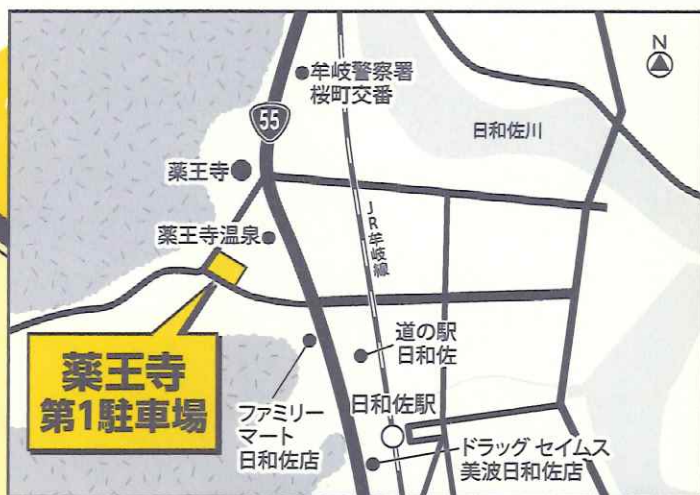 牟岐警察署
桜町交番
N
55
日和佐川
薬王寺
JR牟岐線
薬王寺温泉
道の駅
日和佐
薬王寺
第1駐車場
ファミリー
マート
日和佐店
日和佐駅
ドラッグ セイムス
美波日和佐店